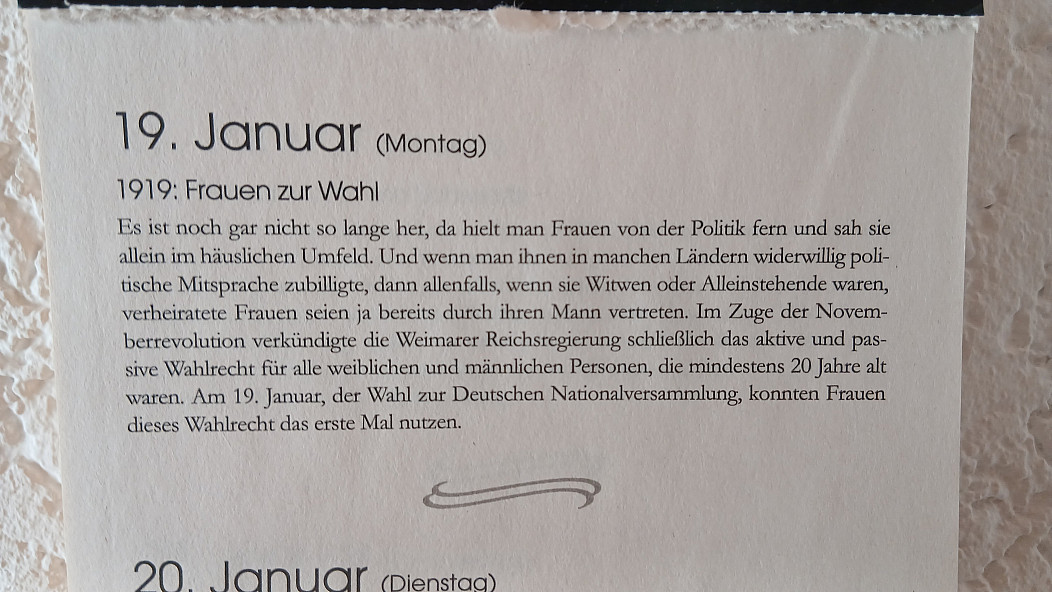 19. Januar (Montag)
1919: Frauen zur Wahl
Es ist noch gar nicht so lange her, da hielt man Frauen von der Politik fern und sah sie
allein im häuslichen Umfeld. Und wenn man ihnen in manchen Ländern widerwillig poli-
tische Mitsprache zubilligte, dann allenfalls, wenn sie Witwen oder Alleinstehende waren,
verheiratete Frauen seien ja bereits durch ihren Mann vertreten. Im Zuge der Novem-
berrevolution verkündigte die Weimarer Reichsregierung schließlich das aktive und pas-
sive Wahlrecht für alle weiblichen und männlichen Personen, die mindestens 20 Jahre alt
waren. Am 19. Januar, der Wahl zur Deutschen Nationalversammlung, konnten Frauen
dieses Wahlrecht das erste Mal nutzen.
20. Januar (Dienstag)